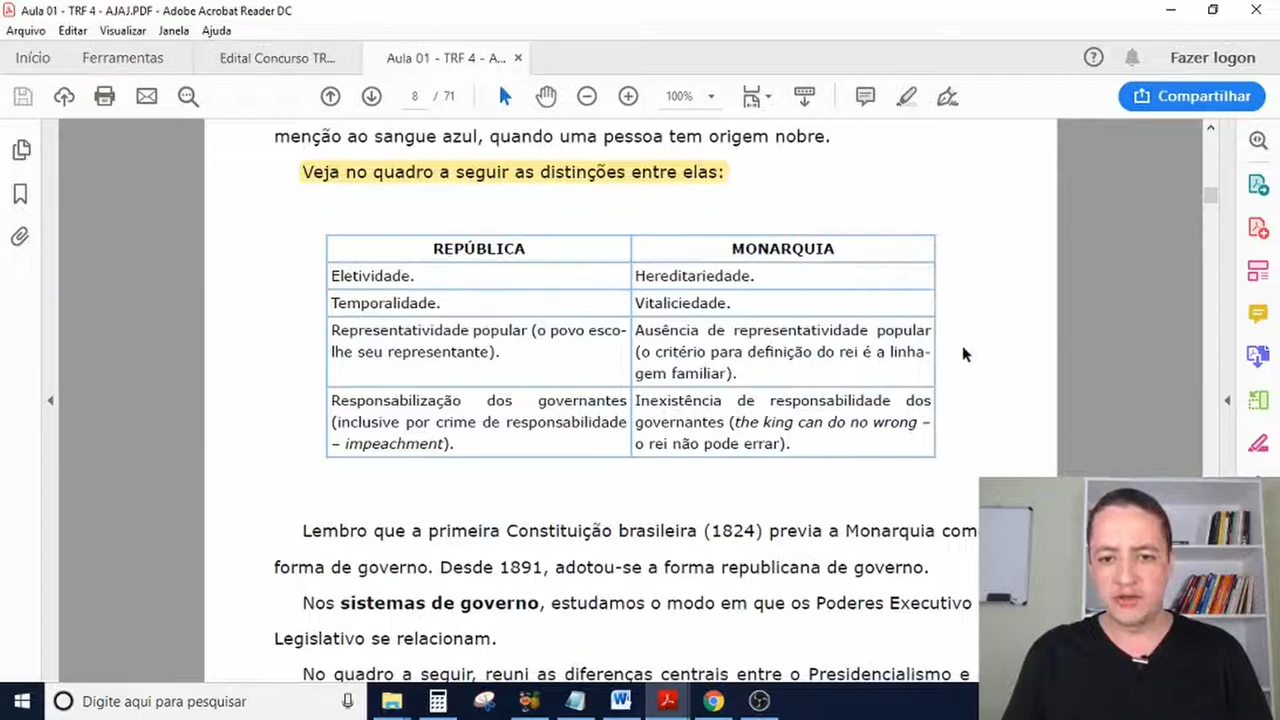 Aula 01 - TRF 4 - AJAJ.PDF - Adobe Acrobat Reader DC
Arquivo Editar Visualizar Janela Ajuda
Início Ferramentas Edital Concurso TR... Aula 01 - TRF 4 - A... × Fazer logon
8 / 71 100% Compartilhar
menção ao sangue azul, quando uma pessoa tem origem nobre.
Veja no quadro a seguir as distinções entre elas:
REPÚBLICA MONARQUIA
Eletividade. Hereditariedade.
Temporalidade. Vitaliciedade.
Representatividade popular (o povo esco-
lhe seu representante).
Ausência de representatividade popular
(o critério para definição do rei é a linha-
gem familiar).
Responsabilização dos governantes
(inclusive por crime de responsabilidade
– impeachment).
Inexistência de responsabilidade dos
governantes (the king can do no wrong –
o rei não pode errar).
Lembro que a primeira Constituição brasileira (1824) previa a Monarquia com
forma de governo. Desde 1891, adotou-se a forma republicana de governo.
Nos sistemas de governo, estudamos o modo em que os Poderes Executivo
Legislativo se relacionam.
No quadro a seguir, reuni as diferenças centrais entre o Presidencialismo e
Digite aqui para pesquisar